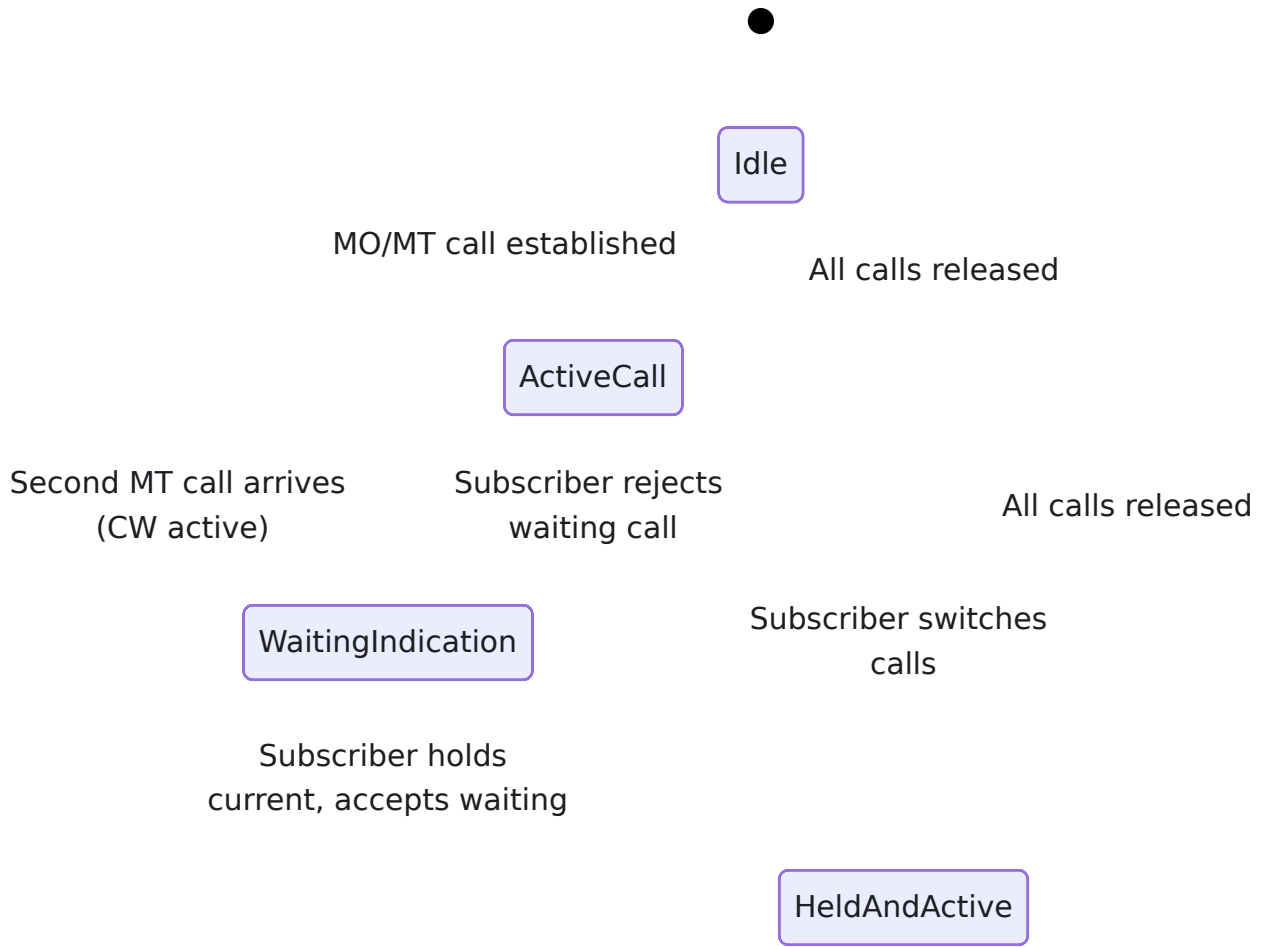 Idle
MO/MT call established
All calls released
ActiveCall
Second MT call arrives
(CW active)
Subscriber rejects
waiting call
All calls released
Subscriber switches
calls
WaitingIndication
Subscriber holds
current, accepts waiting
HeldAndActive